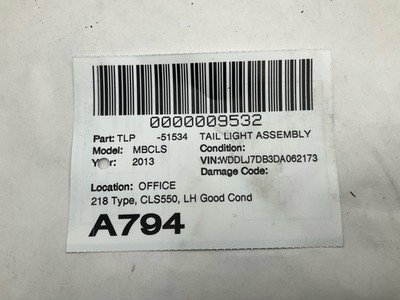 0000009532
Part: TLP -51534 TAIL LIGHT ASSEMBLY
Model: MBCLS Condition:
Year: 2013 VIN:WDDLJ7DB3DA062173
Damage Code:
Location: OFFICE
218 Type, CLS550, LH Good Cond
A794